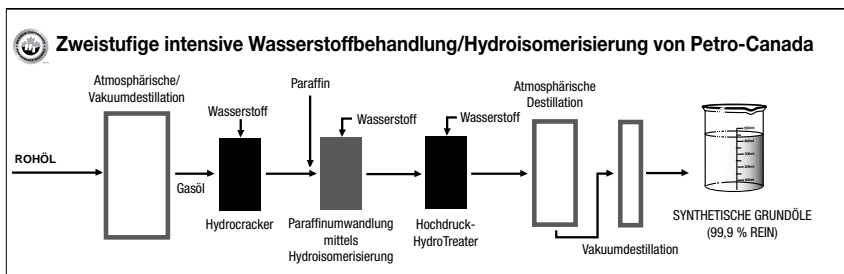 Zweistufige intensive Wasserstoffbehandlung/Hydroisomerisierung von Petro-Canada
Atmosphärische/
Vakuumdestillation
Paraffin
Atmosphärische
Destillation
Wasserstoff
Wasserstoff
Wasserstoff
ROHÖL
Gasöl
Hydrocracker
Paraffinumwandlung
mittels
Hydroisomerisierung
Hochdruck-
HydroTreater
Vakuumdestillation
SYNTHETISCHE GRUNDÖLE
(99,9 % REIN)